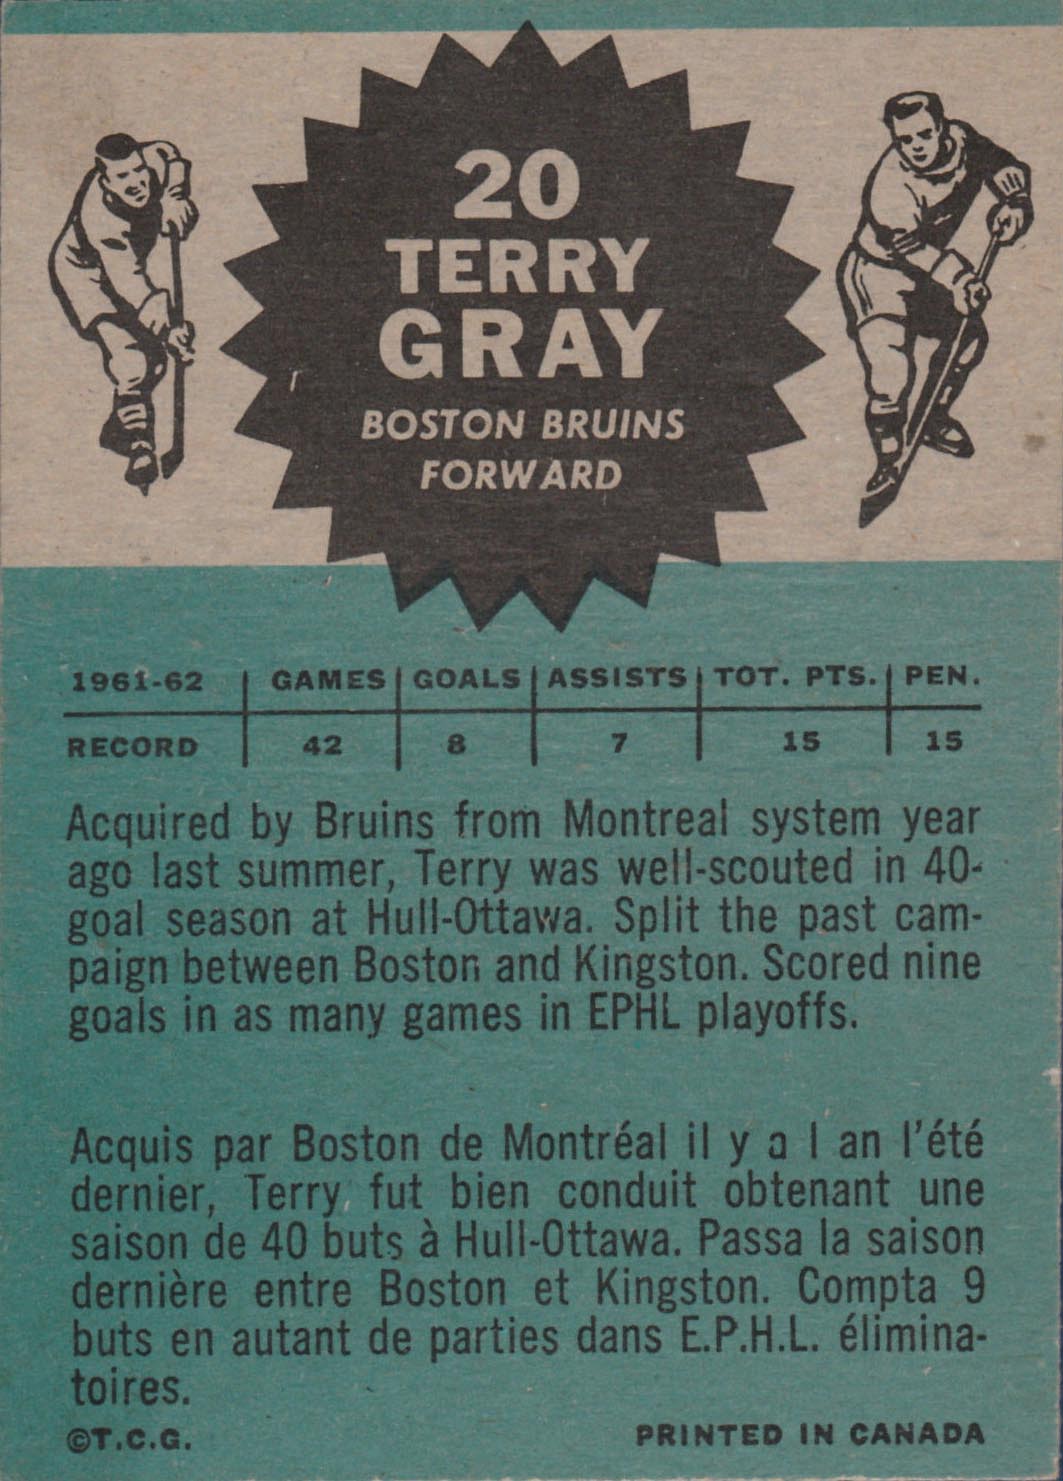 20
TERRY
GRAY
BOSTON BRUINS
FORWARD
1961-62 GAMES GOALS ASSISTS TOT. PTS. PEN.
RECORD 42 8 7 15 15
Acquired by Bruins from Montreal system year
ago last summer, Terry was well-scouted in 40-
goal season at Hull-Ottawa. Split the past cam-
paign between Boston and Kingston. Scored nine
goals in as many games in EPHL playoffs.
Acquis par Boston de Montréal il y a l an l'été
dernier, Terry fut bien conduit obtenant une
saison de 40 buts à Hull-Ottawa. Passa la saison
dernière entre Boston et Kingston. Compta 9
buts en autant de parties dans E.P.H.L. élimina-
toires.
©T.C.G. PRINTED IN CANADA